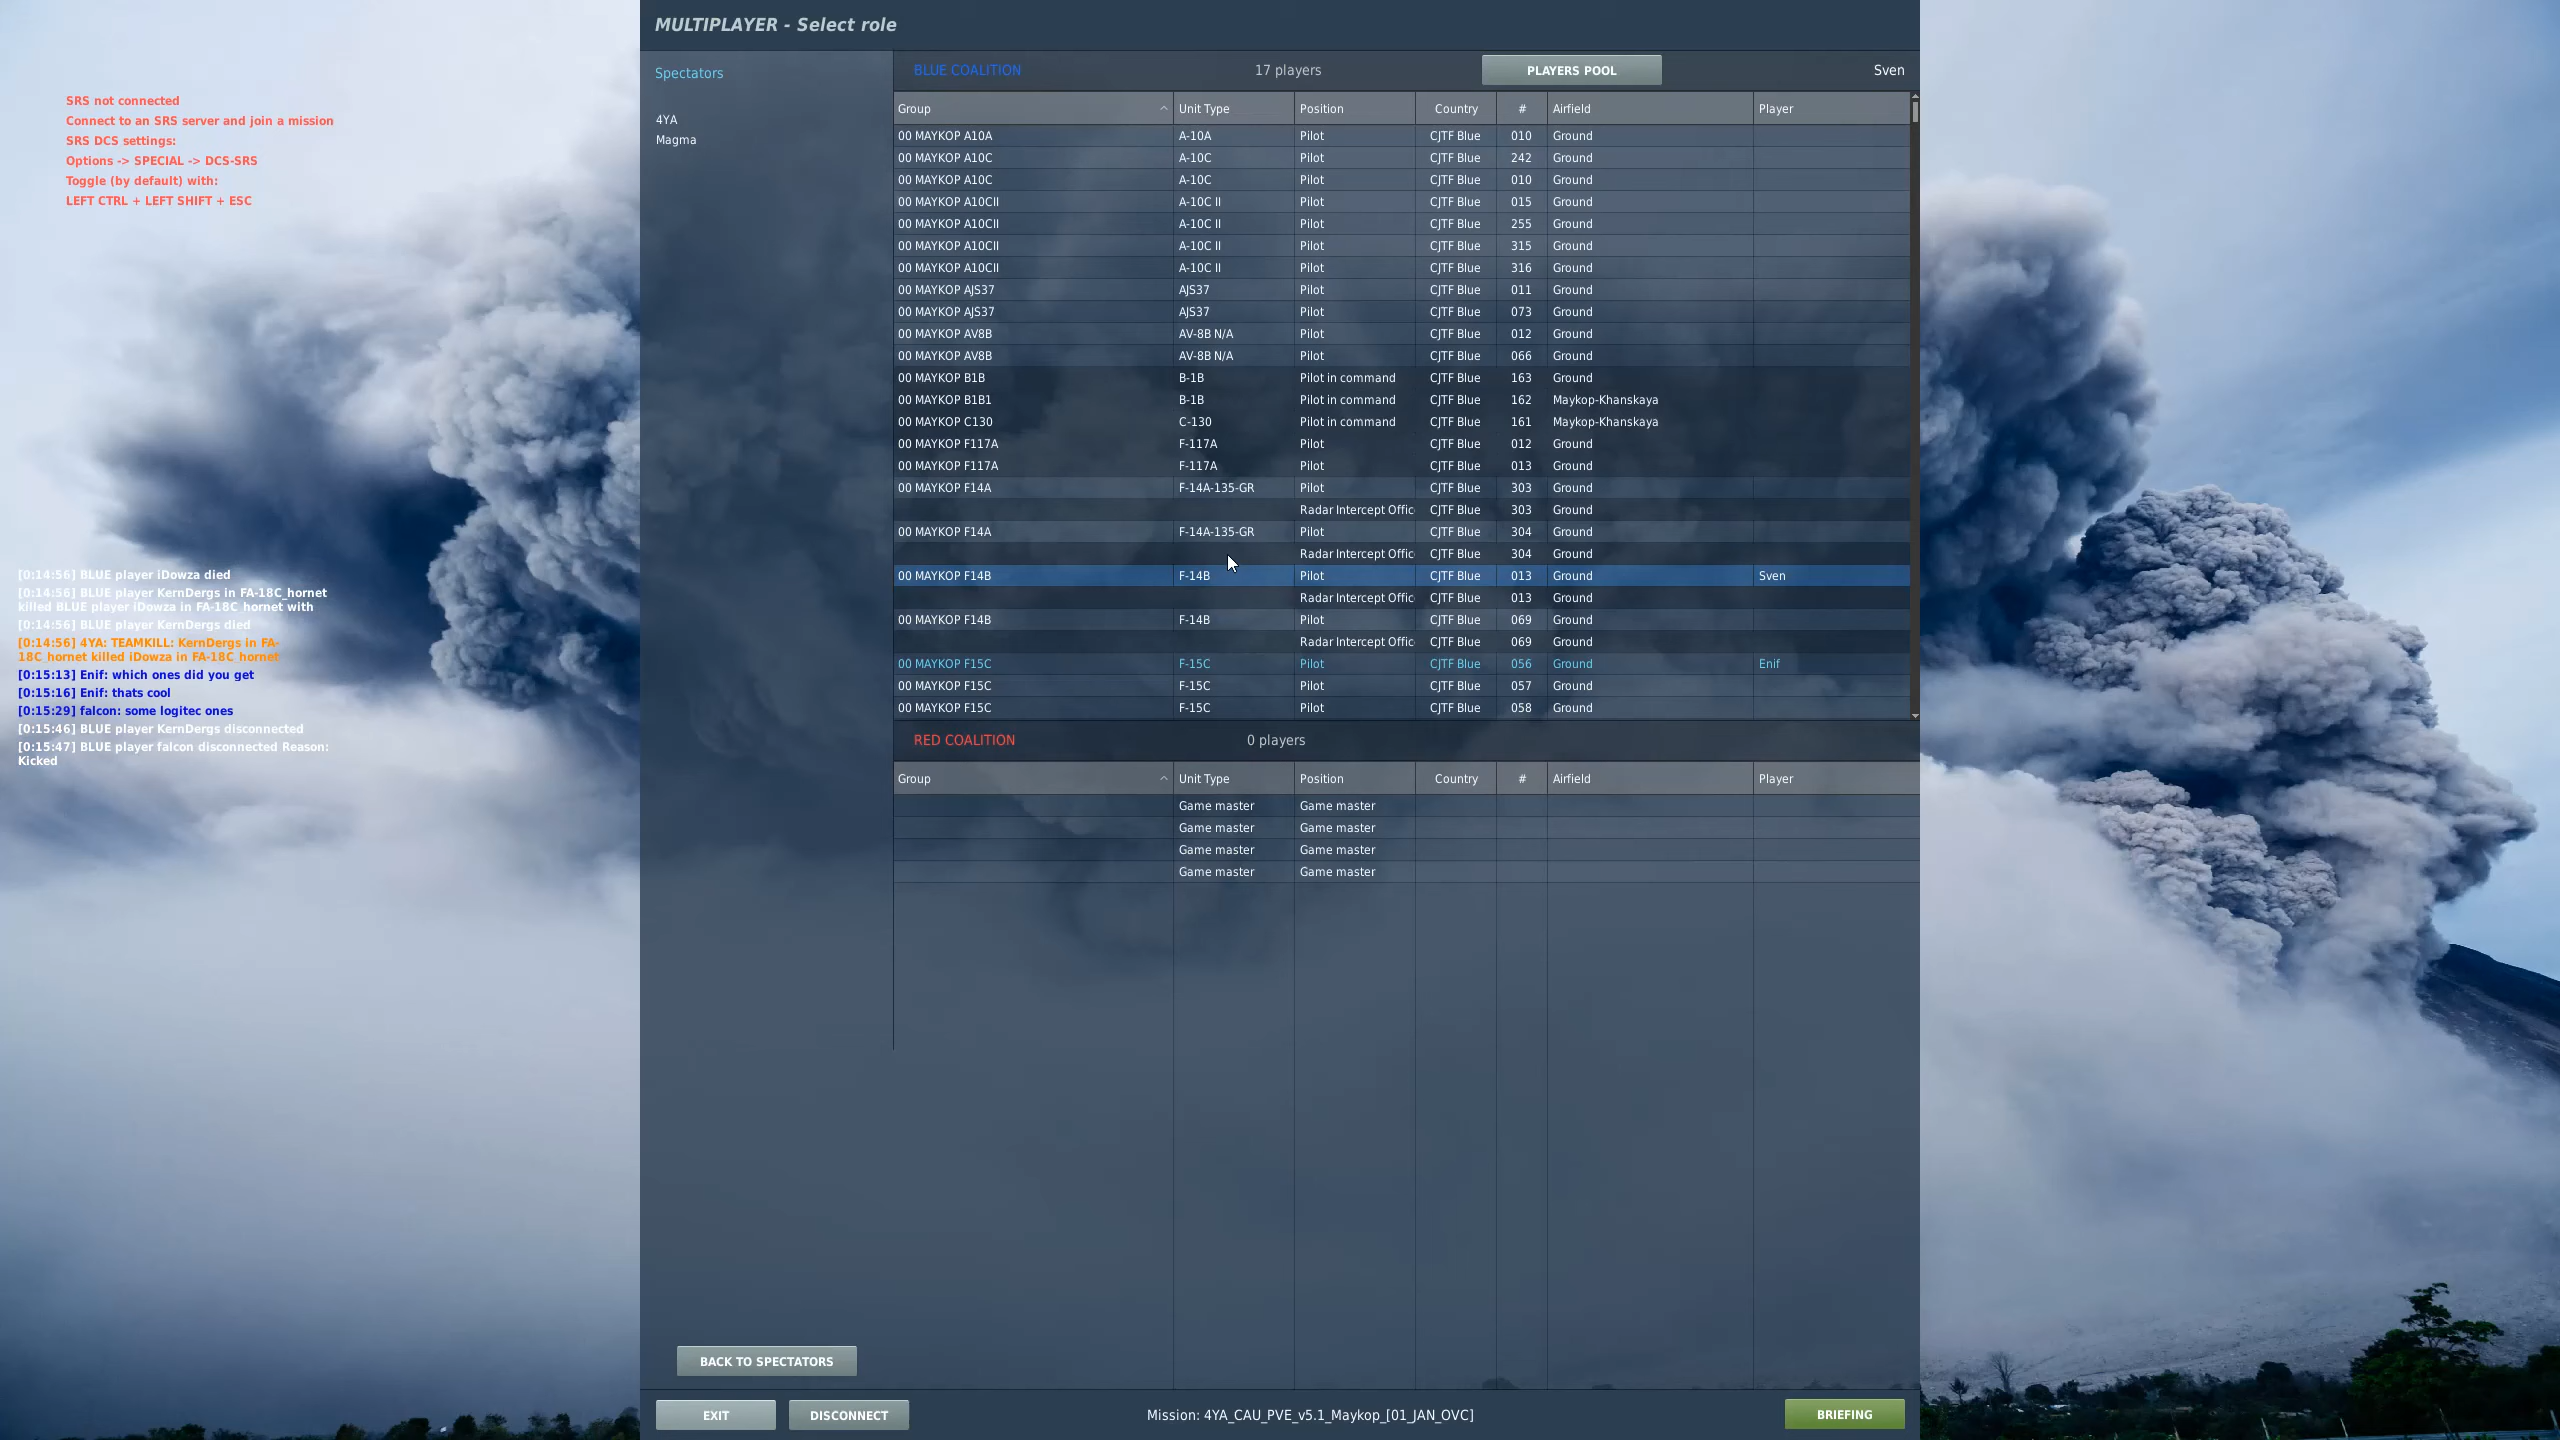 MULTIPLAYER - Select role
Spectators
4YA
Magma
SRS not connected
Connect to an SRS server and join a mission
SRS DCS settings:
Options -> SPECIAL -> DCS-SRS
Toggle (by default) with:
LEFT CTRL + LEFT SHIFT + ESC
[0:14:56] BLUE player iDowza died
[0:14:56] BLUE player KernDergs in FA-18C_hornet
killed BLUE player iDowza in FA-18C_hornet with
[0:14:56] BLUE player KernDergs died
[0:14:56] 4YA: TEAMKILL: KernDergs in FA-
18C_hornet killed iDowza in FA-18C_hornet
[0:15:13] Enif: which ones did you get
[0:15:16] Enif: thats cool
[0:15:29] falcon: some logitec ones
[0:15:46] BLUE player KernDergs disconnected
[0:15:47] BLUE player falcon disconnected Reason:
Kicked
BLUE COALITION 17 players PLAYERS POOL Sven
Group Unit Type Position Country # Airfield Player
00 MAYKOP A10A A-10A Pilot CJTF Blue 010 Ground
00 MAYKOP A10C A-10C Pilot CJTF Blue 242 Ground
00 MAYKOP A10C A-10C Pilot CJTF Blue 010 Ground
00 MAYKOP A10CII A-10C II Pilot CJTF Blue 015 Ground
00 MAYKOP A10CII A-10C II Pilot CJTF Blue 255 Ground
00 MAYKOP A10CII A-10C II Pilot CJTF Blue 315 Ground
00 MAYKOP A10CII A-10C II Pilot CJTF Blue 316 Ground
00 MAYKOP AJS37 AJS37 Pilot CJTF Blue 011 Ground
00 MAYKOP AJS37 AJS37 Pilot CJTF Blue 073 Ground
00 MAYKOP AV8B AV-8B N/A Pilot CJTF Blue 012 Ground
00 MAYKOP AV8B AV-8B N/A Pilot CJTF Blue 066 Ground
00 MAYKOP B1B B-1B Pilot in command CJTF Blue 163 Ground
00 MAYKOP B1B1 B-1B Pilot in command CJTF Blue 162 Maykop-Khanskaya
00 MAYKOP C130 C-130 Pilot in command CJTF Blue 161 Maykop-Khanskaya
00 MAYKOP F117A F-117A Pilot CJTF Blue 012 Ground
00 MAYKOP F117A F-117A Pilot CJTF Blue 013 Ground
00 MAYKOP F14A F-14A-135-GR Pilot CJTF Blue 303 Ground
Radar Intercept Offic CJTF Blue 303 Ground
00 MAYKOP F14A F-14A-135-GR Pilot CJTF Blue 304 Ground
Radar Intercept Offic CJTF Blue 304 Ground
00 MAYKOP F14B F-14B Pilot CJTF Blue 013 Ground Sven
Radar Intercept Offic CJTF Blue 013 Ground
00 MAYKOP F14B F-14B Pilot CJTF Blue 069 Ground
Radar Intercept Offic CJTF Blue 069 Ground
00 MAYKOP F15C F-15C Pilot CJTF Blue 056 Ground Enif
00 MAYKOP F15C F-15C Pilot CJTF Blue 057 Ground
00 MAYKOP F15C F-15C Pilot CJTF Blue 058 Ground
RED COALITION 0 players
Group Unit Type Position Country # Airfield Player
Game master Game master
Game master Game master
Game master Game master
Game master Game master
BACK TO SPECTATORS
EXIT DISCONNECT Mission: 4YA_CAU_PVE_v5.1_Maykop_[01_JAN_OVC] BRIEFING